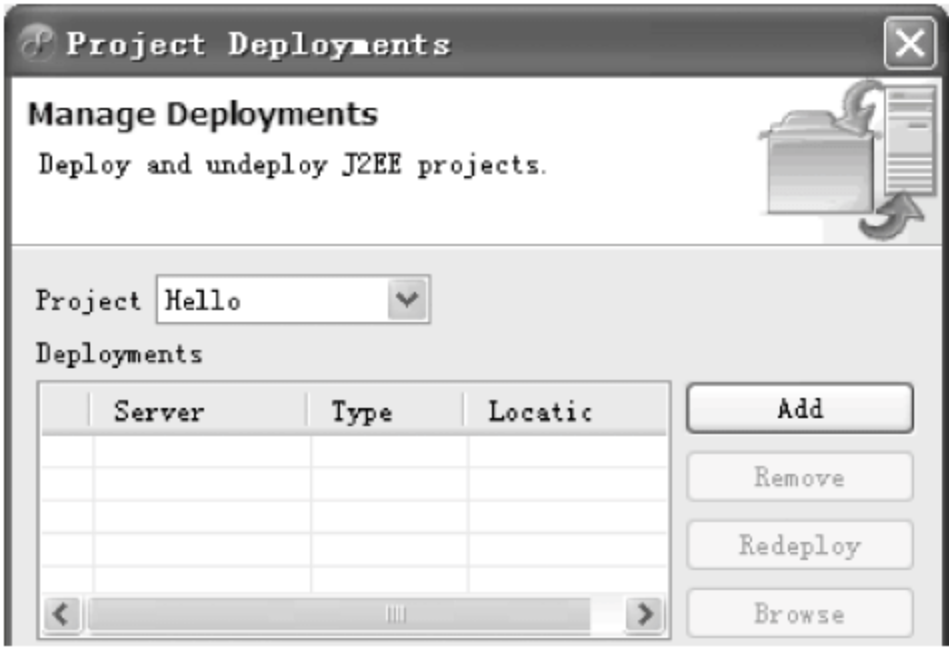 Project Deployments
Manage Deployments
Deploy and undeploy J2EE projects.
Project Hello
Deployments
Server Type Locatic
Add
Remove
Redeploy
Browse